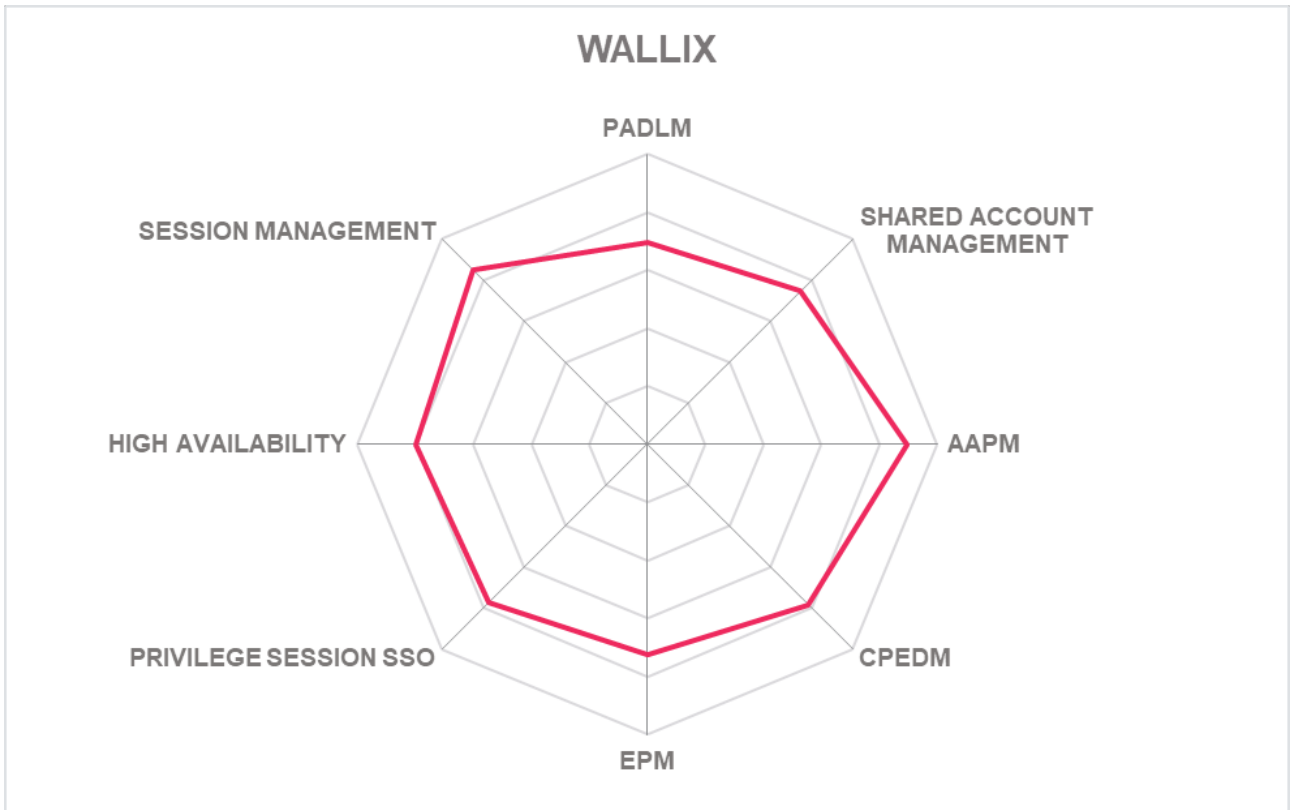 WALLIX
PADLM
SHARED ACCOUNT
MANAGEMENT
SESSION MANAGEMENT
HIGH AVAILABILITY
AAPM
PRIVILEGE SESSION SSO
CPEDM
EPM